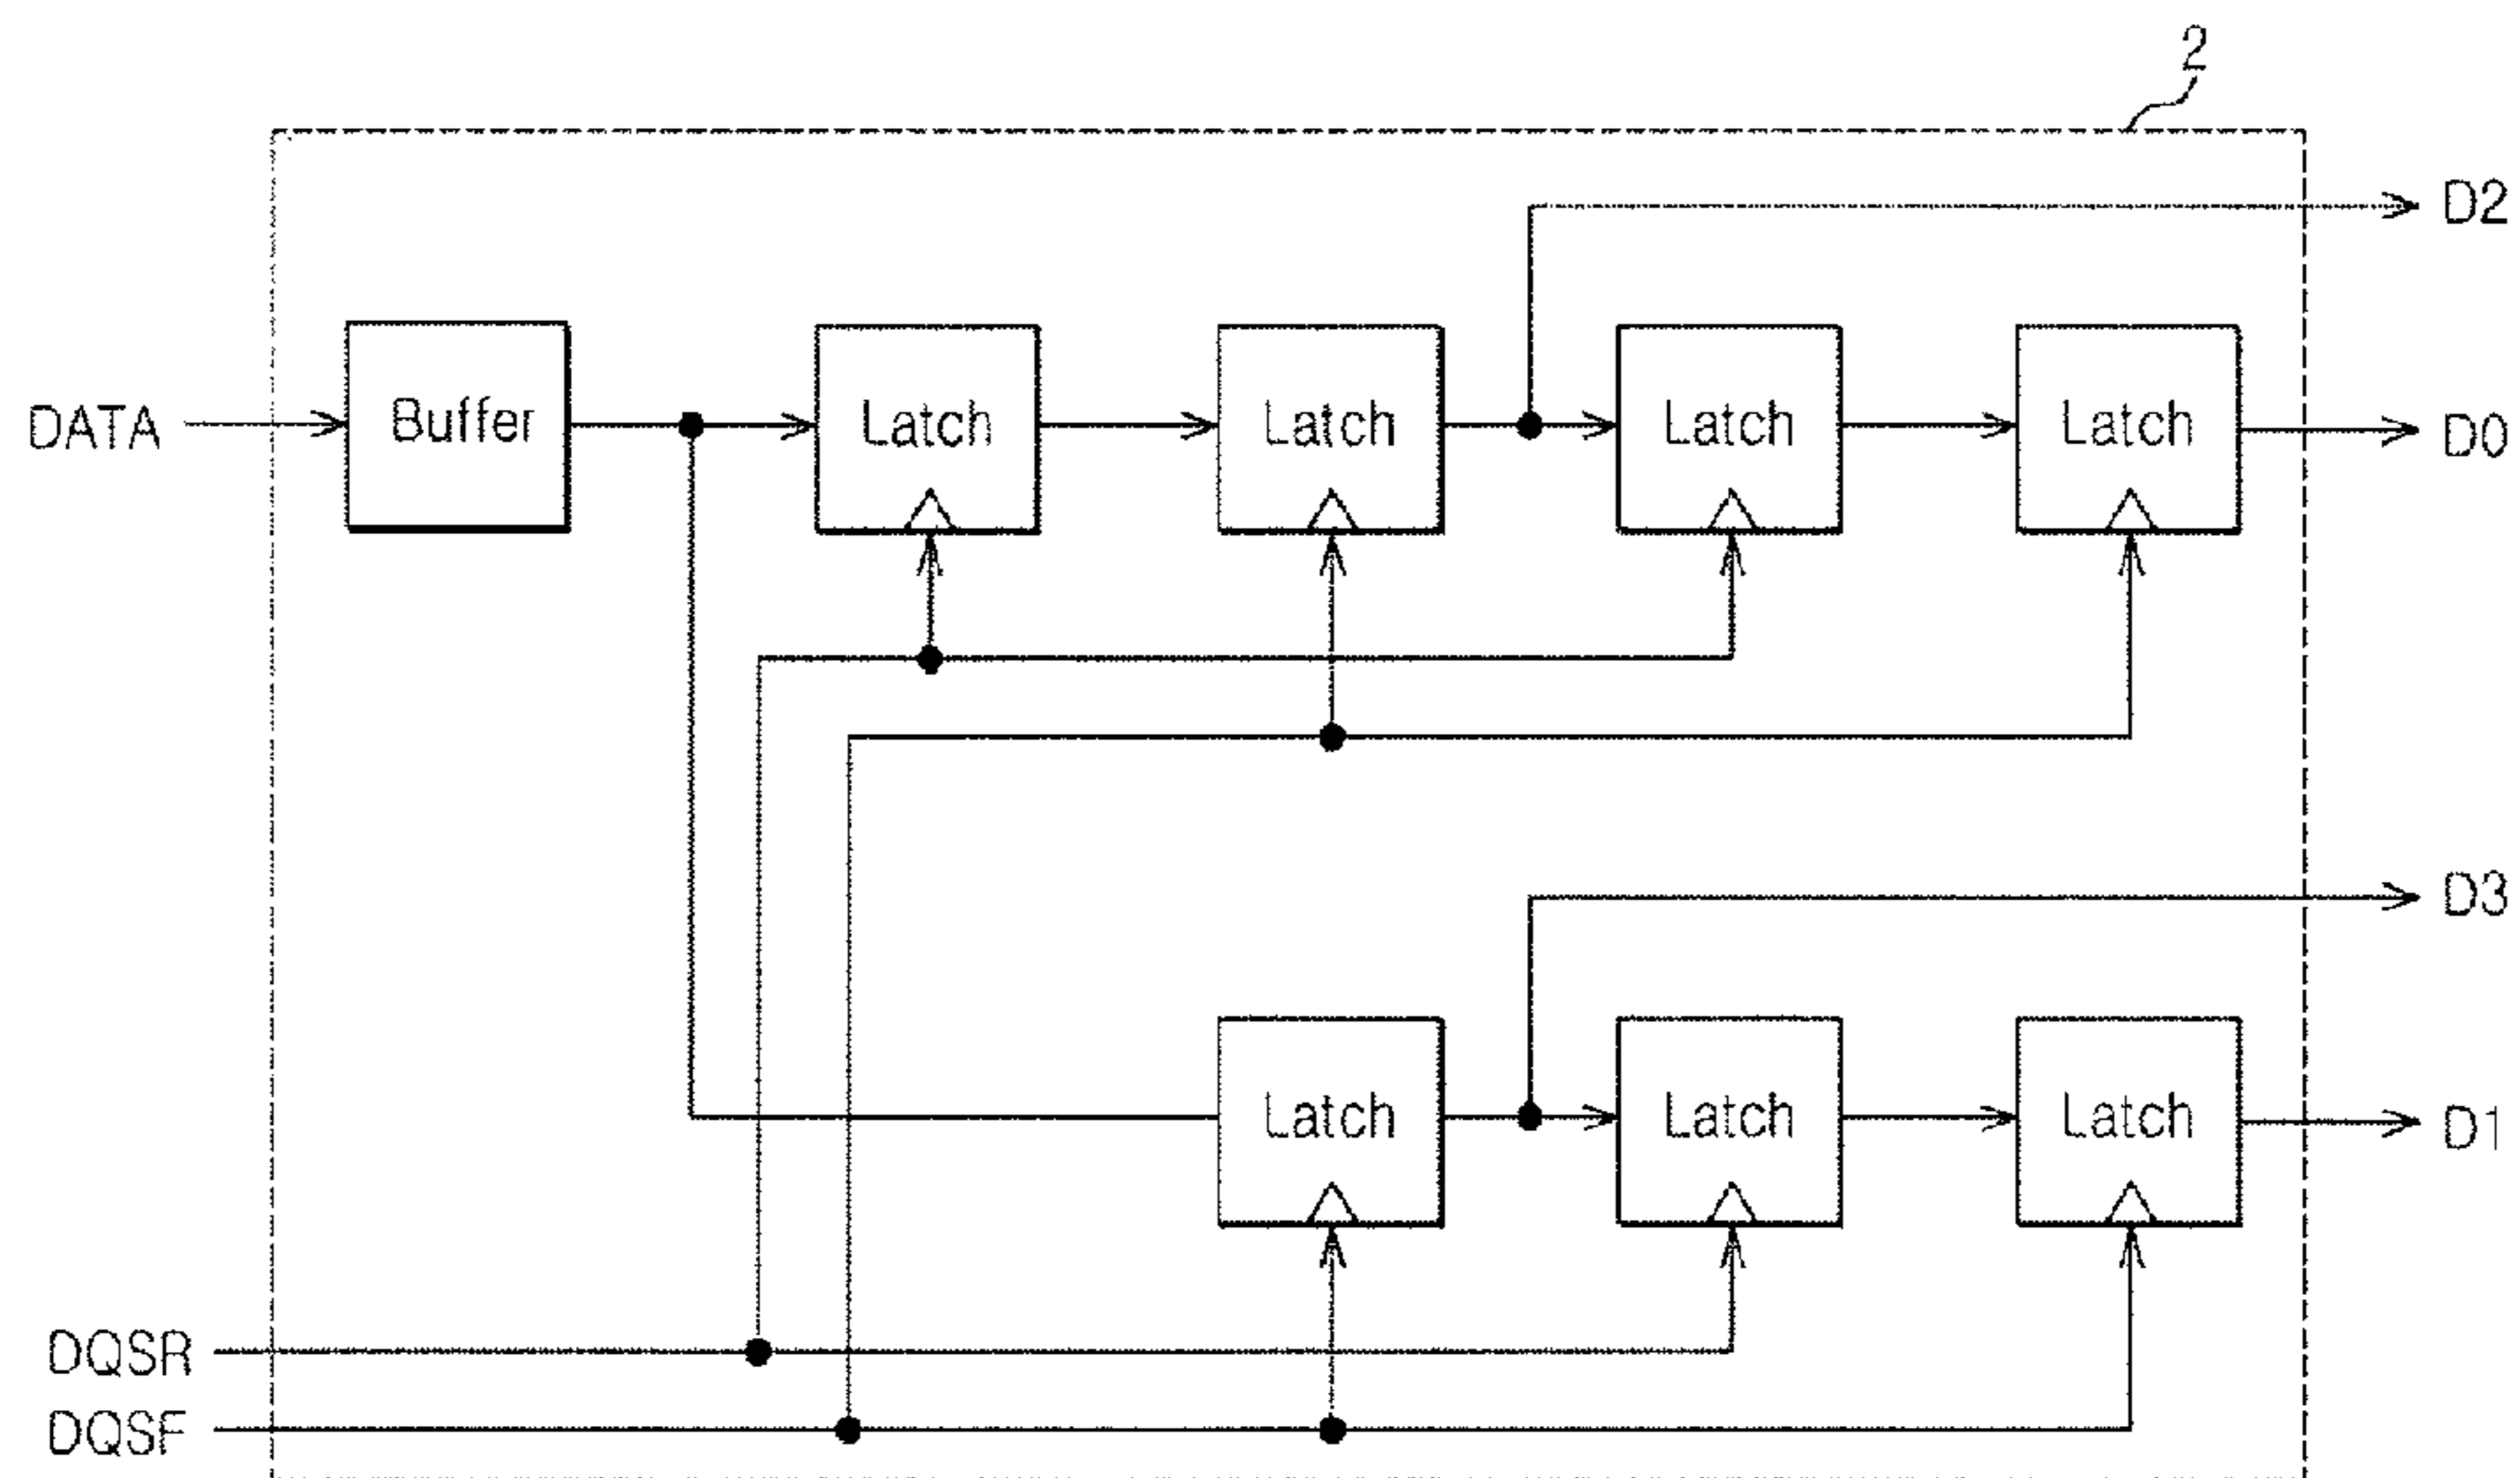 2
D2
DATA
Buffer
Latch
Latch
Latch
Latch
D0
D3
Latch
Latch
Latch
D1
DQSR
DQSF